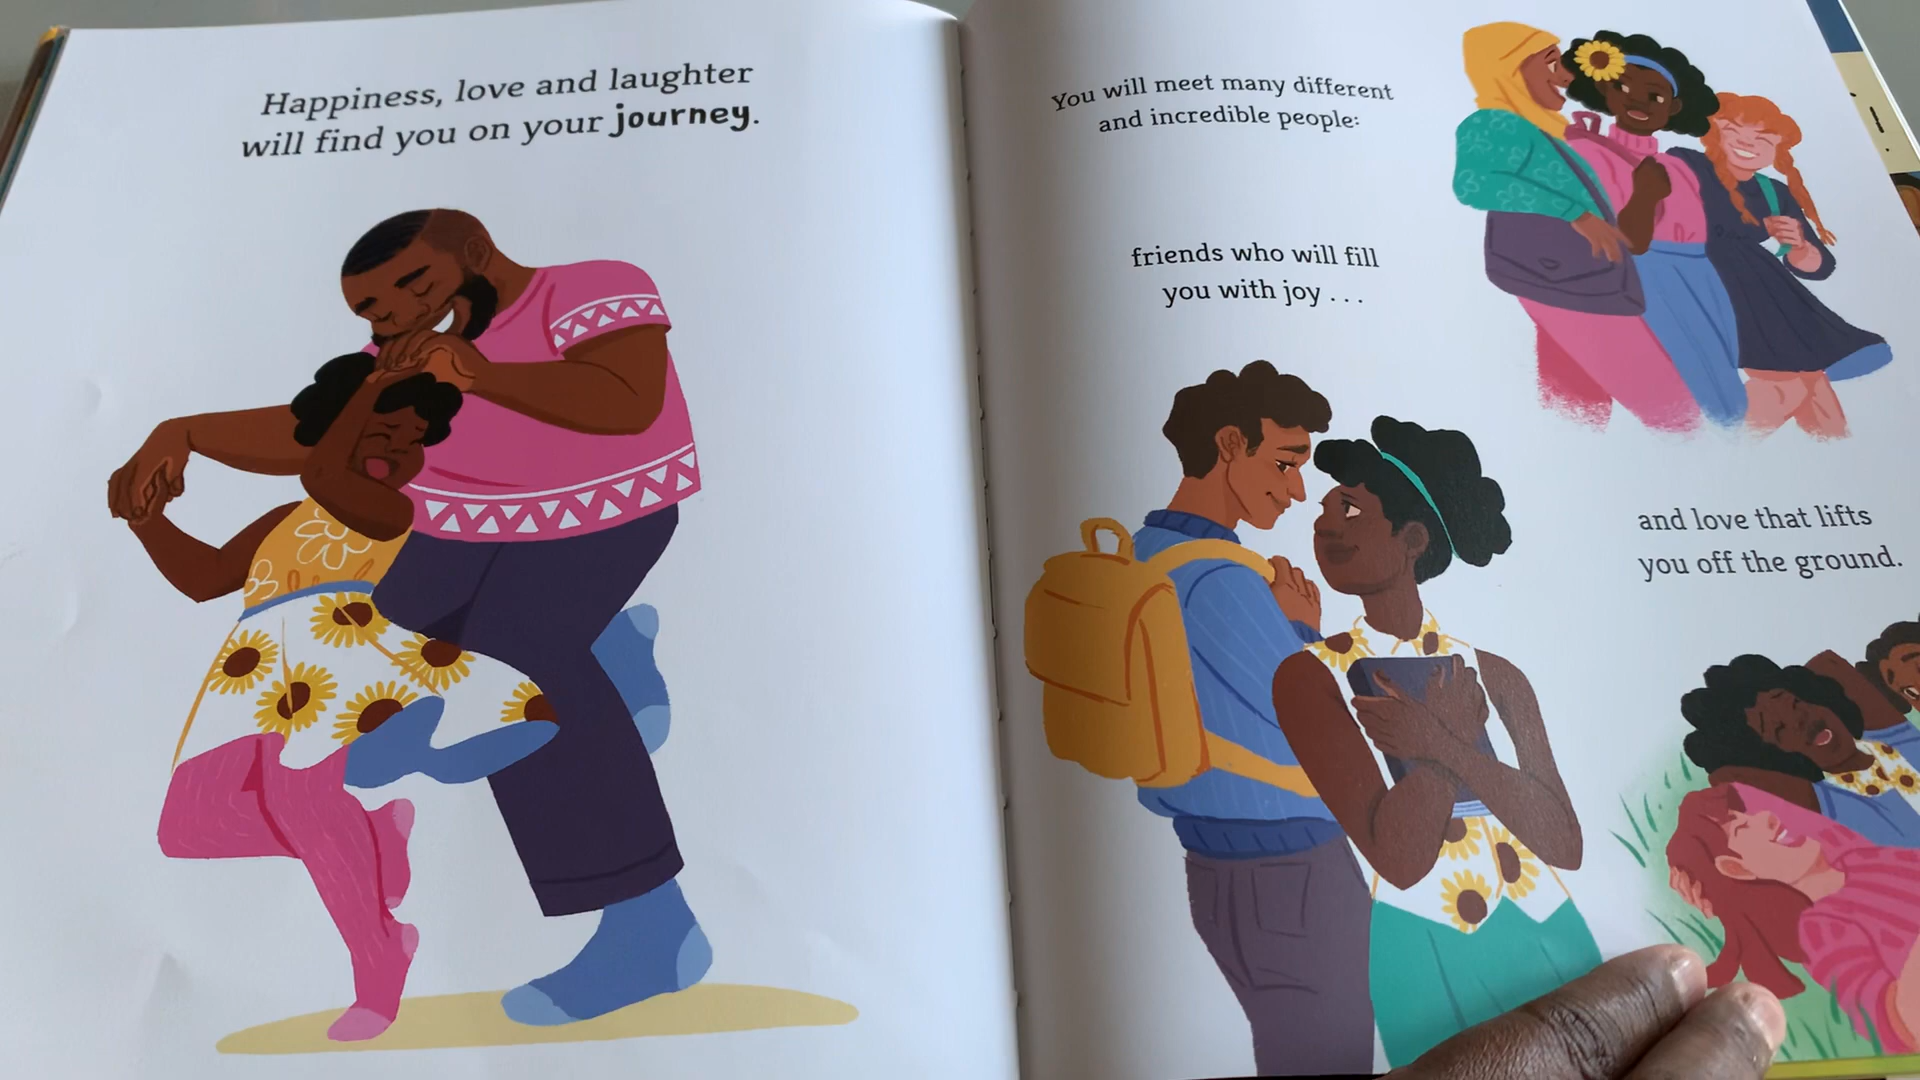 Happiness, love and laughter
will find you on your journey.
You will meet many different
and incredible people:
friends who will fill
you with joy . . .
and love that lifts
you off the ground.